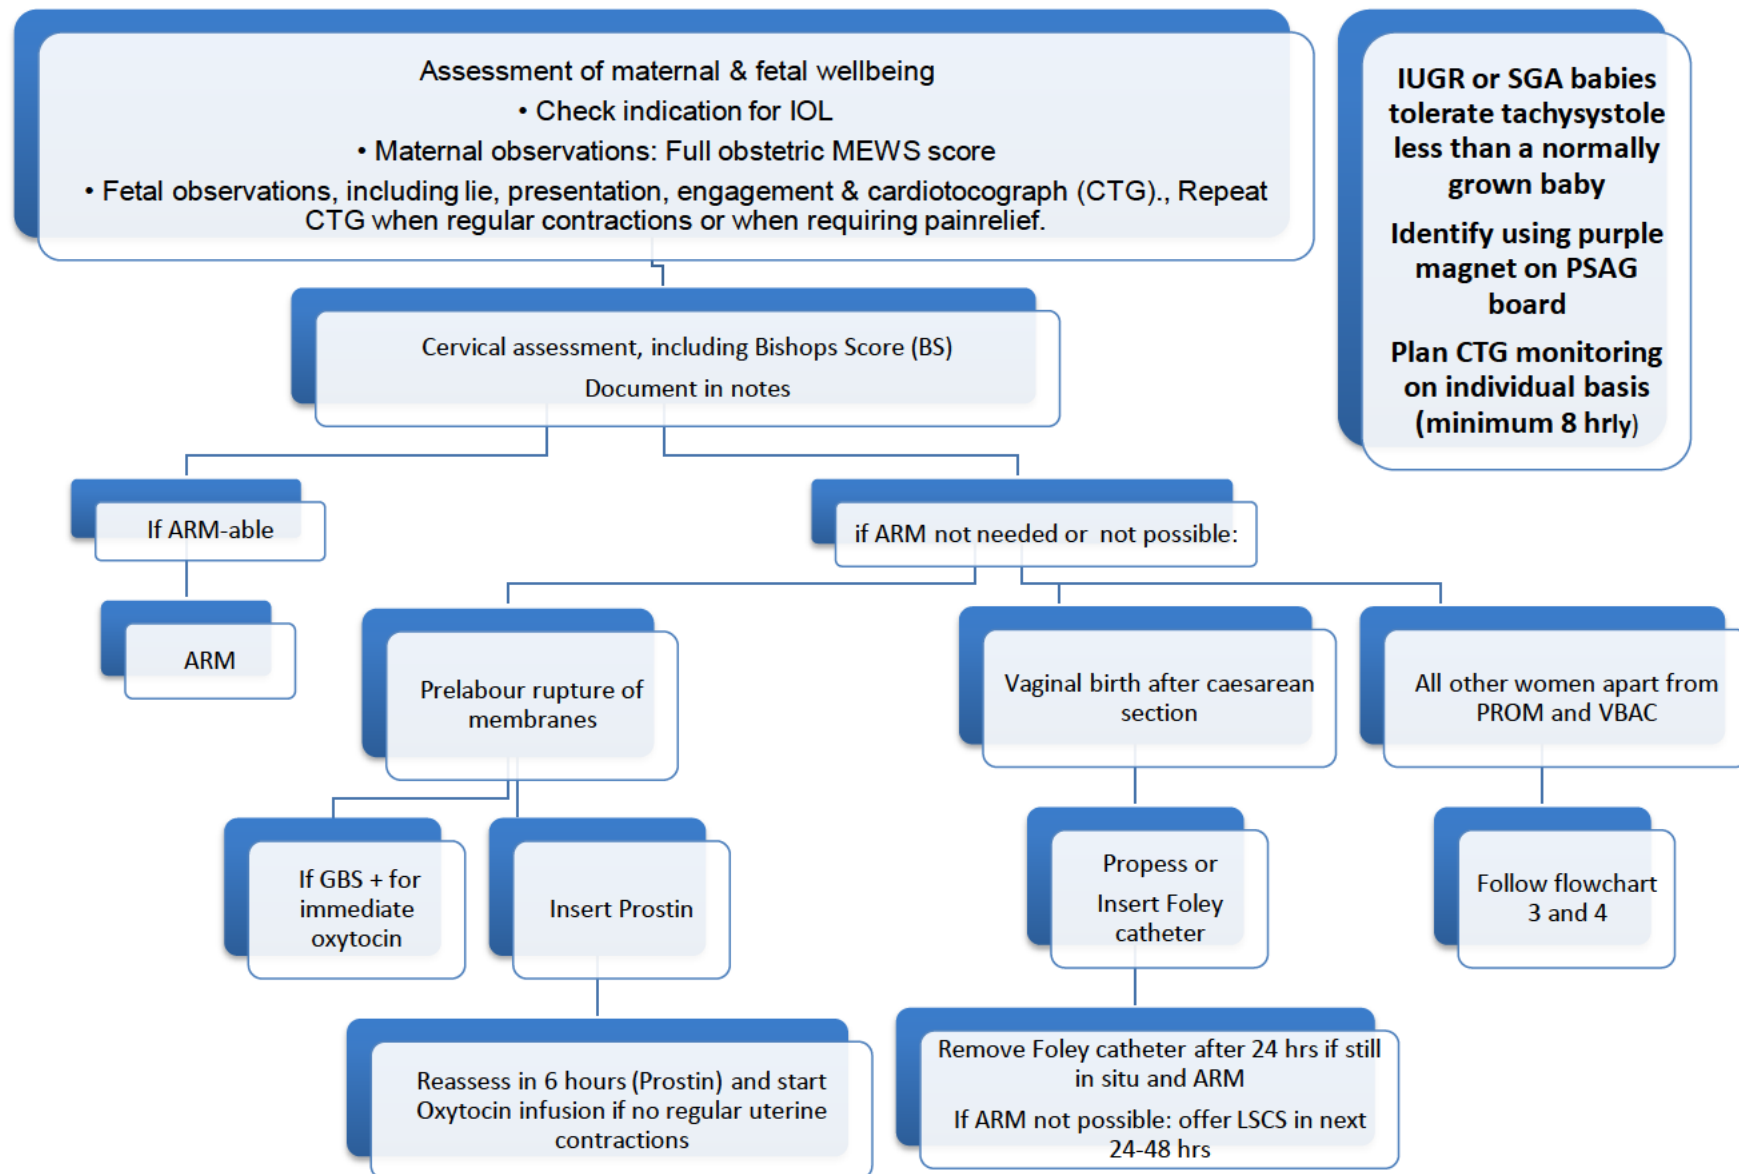 Assessment of maternal & fetal wellbeing
• Check indication for IOL
• Maternal observations: Full obstetric MEWS score
• Fetal observations, including lie, presentation, engagement & cardiotocograph (CTG)., Repeat
CTG when regular contractions or when requiring painrelief.
IUGR or SGA babies
tolerate tachysystole
less than a normally
grown baby
Identify using purple
magnet on PSAG
board
Plan CTG monitoring
on individual basis
(minimum 8 hrly)
Cervical assessment, including Bishops Score (BS)
Document in notes
If ARM-able
if ARM not needed or  not possible:
ARM
Prelabour rupture of
membranes
Vaginal birth after caesarean
section
All other women apart from
PROM and VBAC
If GBS + for
immediate
oxytocin
Insert Prostin
Propess or
Insert Foley
catheter
Follow flowchart
3 and 4
Reassess in 6 hours (Prostin) and start
Oxytocin infusion if no regular uterine
contractions
Remove Foley catheter after 24 hrs if still
in situ and ARM
If ARM not possible: offer LSCS in next
24-48 hrs